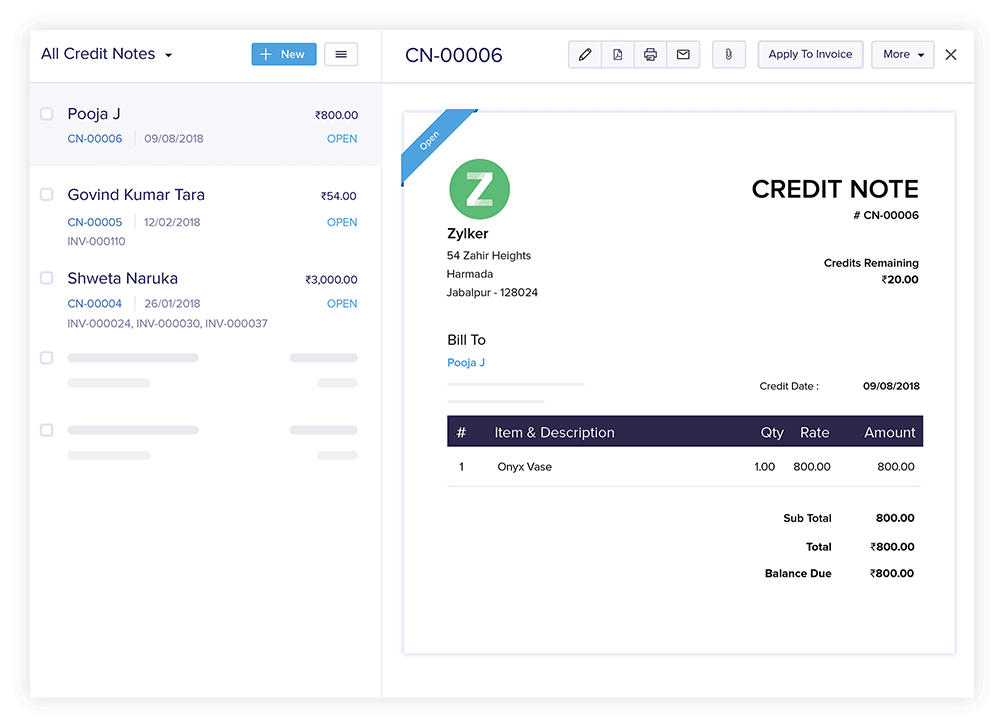 All Credit Notes
New
Pooja J ₹800.00
CN-00006 09/08/2018 OPEN
Govind Kumar Tara ₹54.00
CN-00005 12/02/2018 OPEN
INV-000110
Shweta Naruka ₹3,000.00
CN-00004 26/01/2018 OPEN
INV-000024, INV-000030, INV-000037
CN-00006 Apply To Invoice More
Open
Z
Zylker
54 Zahir Heights
Harmada
Jabalpur - 128024
CREDIT NOTE
# CN-00006
Credits Remaining
₹20.00
Bill To
Pooja J
Credit Date : 09/08/2018
# Item & Description Qty Rate Amount
1 Onyx Vase 1.00 800.00 800.00
Sub Total 800.00
Total ₹800.00
Balance Due ₹800.00